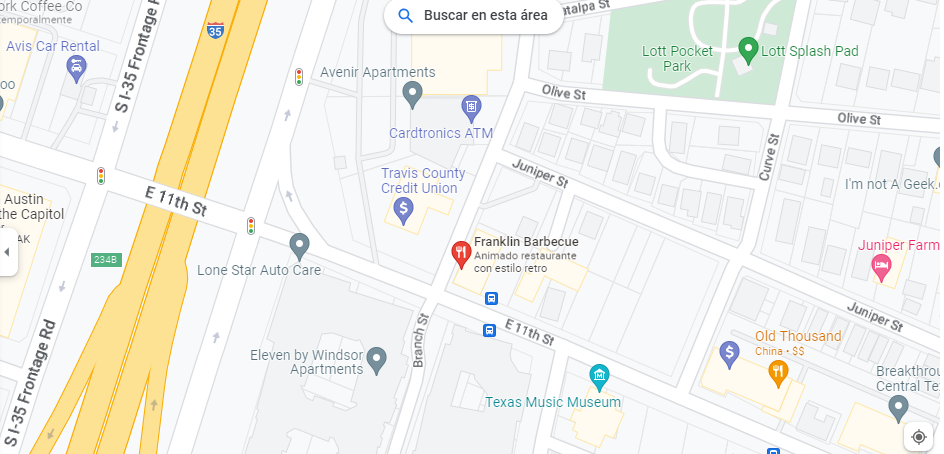 ork Coffee Co
emporalmente
Avis Car Rental
S I-35 Frontage R
35
Buscar en esta área
talpa St
Lott Pocket
Park
Lott Splash Pad
Avenir Apartments
Cardtronics ATM
Olive St
Olive St
Curve St
Juniper St
Travis County
Credit Union
E 11th St
Austin
the Capitol
AK
234B
Lone Star Auto Care
Franklin Barbecue
Animado restaurante
con estilo retro
I'm not A Geek.
Juniper Farm
Juniper St
S I-35 Frontage Rd
Branch St
E 11th St
Eleven by Windsor
Apartments
Old Thousand
China • $$
Texas Music Museum
Breakthrou
Central Te